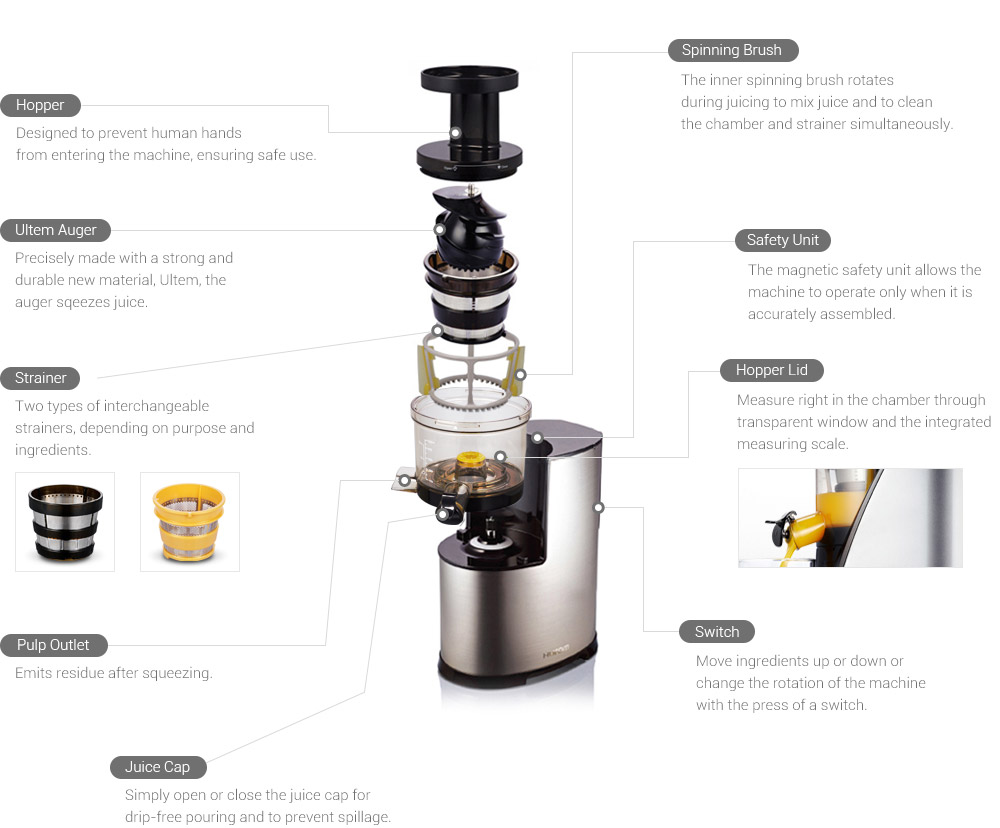 Spinning Brush
The inner spinning brush rotates
during juicing to mix juice and to clean
the chamber and strainer simultaneously.
Hopper
Designed to prevent human hands
from entering the machine, ensuring safe use.
Ultem Auger
Precisely made with a strong and
durable new material, Ultem, the
auger sqeezes juice.
Safety Unit
The magnetic safety unit allows the
machine to operate only when it is
accurately assembled.
Strainer
Two types of interchangeable
strainers, depending on purpose and
ingredients.
Hopper Lid
Measure right in the chamber through
transparent window and the integrated
measuring scale.
Pulp Outlet
Emits residue after squeezing.
Switch
Move ingredients up or down or
change the rotation of the machine
with the press of a switch.
Juice Cap
Simply open or close the juice cap for
drip-free pouring and to prevent spillage.